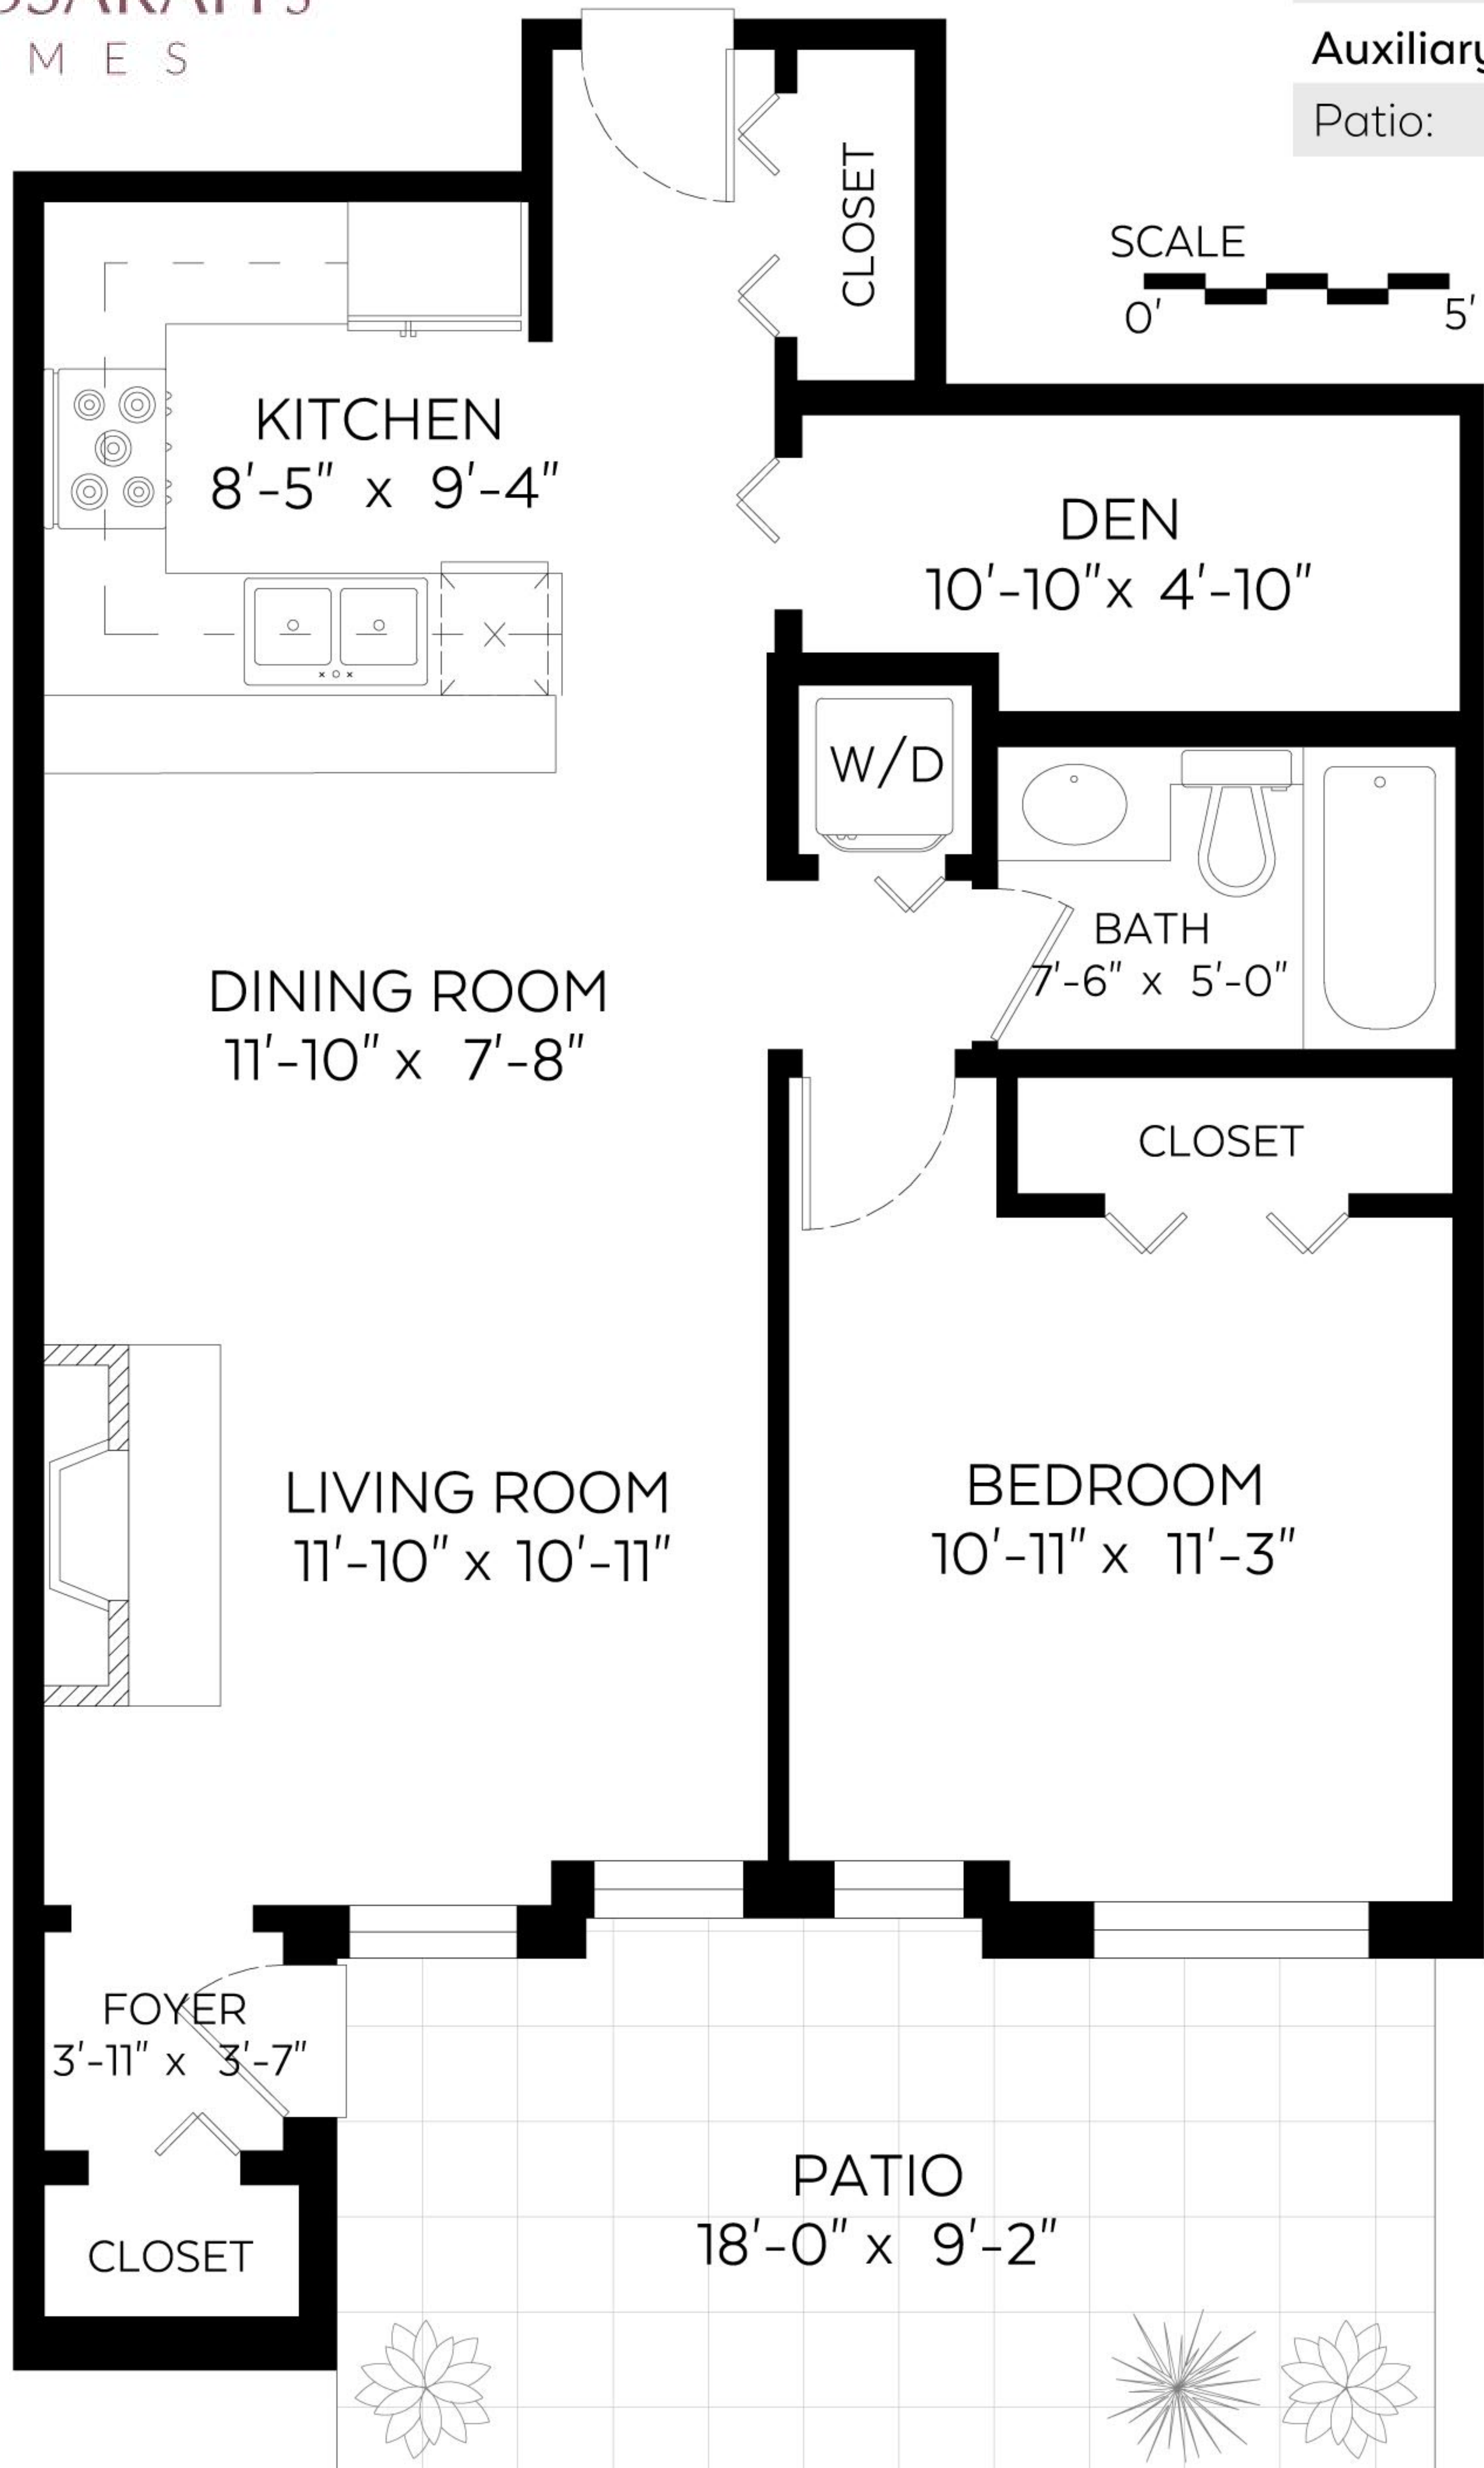 M E S
Auxiliary
Patio:
SCALE
0' 5'
CLOSET
KITCHEN
8'-5" x 9'-4"
DEN
10'-10" x 4'-10"
W/D
BATH
7'-6" x 5'-0"
DINING ROOM
11'-10" x 7'-8"
CLOSET
LIVING ROOM
11'-10" x 10'-11"
BEDROOM
10'-11" x 11'-3"
FOYER
3'-11" x 3'-7"
PATIO
18'-0" x 9'-2"
CLOSET